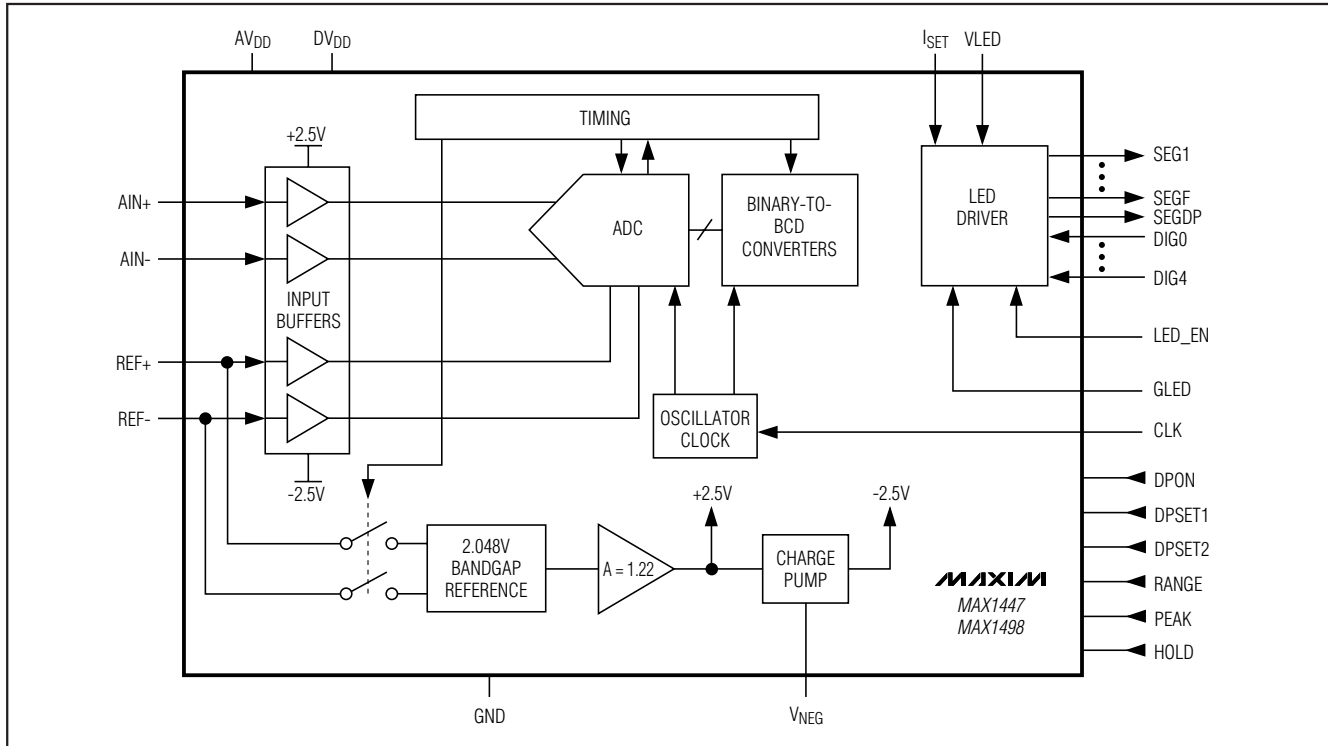 AVDD DVDD ISET VLED
TIMING
+2.5V
AIN+
AIN-
INPUT
BUFFERS
REF+
REF-
-2.5V
ADC
BINARY-TO-
BCD
CONVERTERS
LED
DRIVER
SEG1
SEGF
SEGDP
DIG0
DIG4
LED_EN
GLED
CLK
OSCILLATOR
CLOCK
DPON
DPSET1
DPSET2
RANGE
PEAK
HOLD
2.048V
BANDGAP
REFERENCE
A = 1.22
+2.5V
CHARGE
PUMP
-2.5V
MAXIM
MAX1447
MAX1498
GND
VNEG